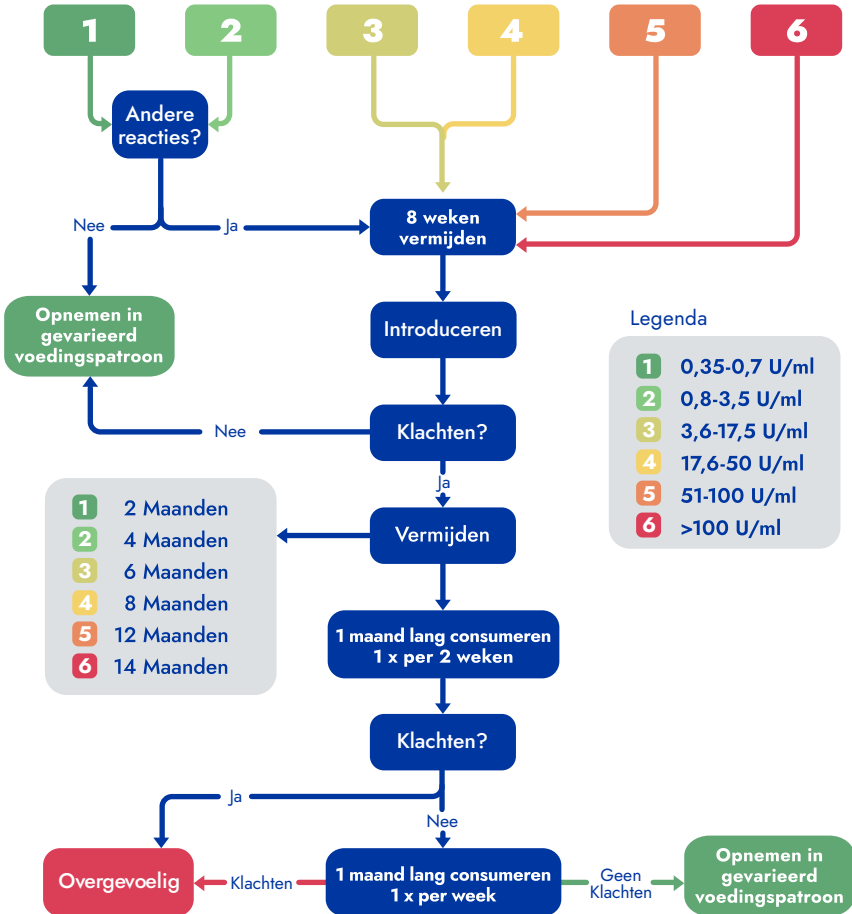 1
2
3
4
5
6
Andere
reacties?
Nee
Ja
8 weken
vermijden
Opnemen in
gevarieerd
voedingspatroon
Introduceren
Legenda
1 0,35-0,7 U/ml
2 0,8-3,5 U/ml
3 3,6-17,5 U/ml
4 17,6-50 U/ml
5 51-100 U/ml
6 >100 U/ml
Nee
Klachten?
Ja
1 2 Maanden
2 4 Maanden
3 6 Maanden
4 8 Maanden
5 12 Maanden
6 14 Maanden
Vermijden
1 maand lang consumeren
1 x per 2 weken
Klachten?
Ja
Nee
Overgevoelig
Klachten
1 maand lang consumeren
1 x per week
Geen
Klachten
Opnemen in
gevarieerd
voedingspatroon